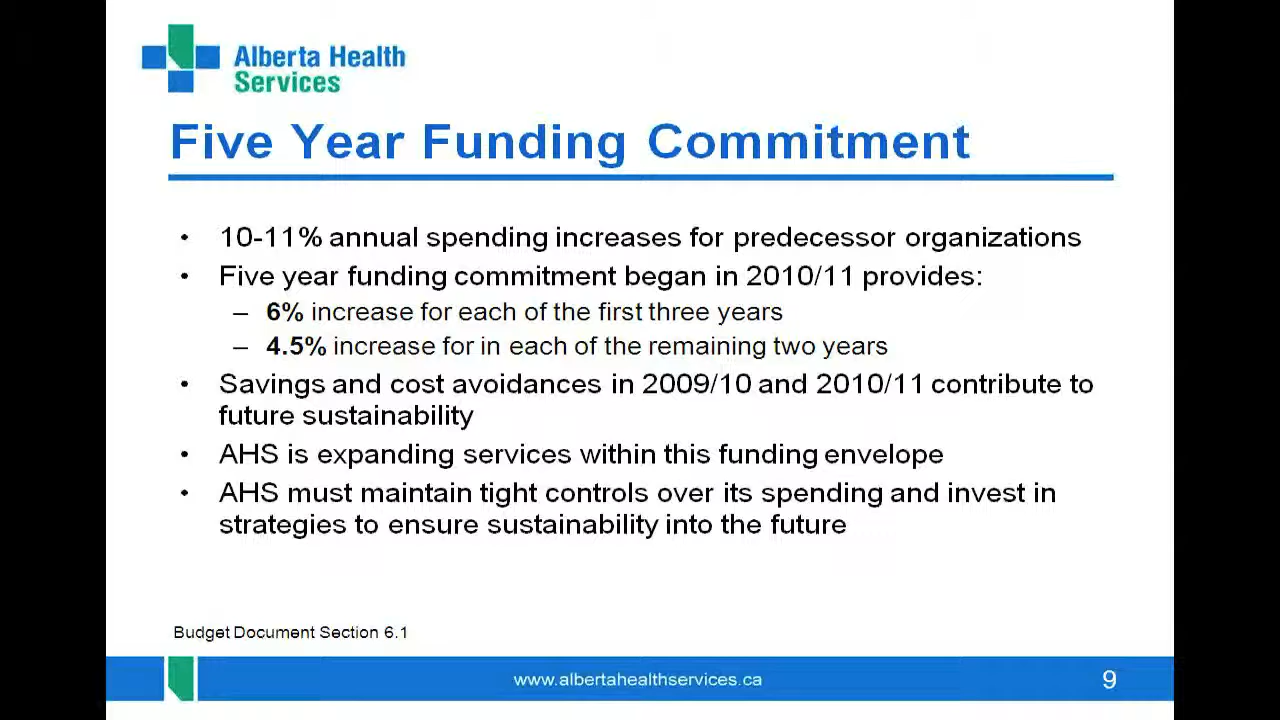 Alberta Health
Services
Five Year Funding Commitment
• 10-11% annual spending increases for predecessor organizations
• Five year funding commitment began in 2010/11 provides:
– 6% increase for each of the first three years
– 4.5% increase for in each of the remaining two years
• Savings and cost avoidances in 2009/10 and 2010/11 contribute to
future sustainability
• AHS is expanding services within this funding envelope
• AHS must maintain tight controls over its spending and invest in
strategies to ensure sustainability into the future
Budget Document Section 6.1
www.albertahealthservices.ca
9